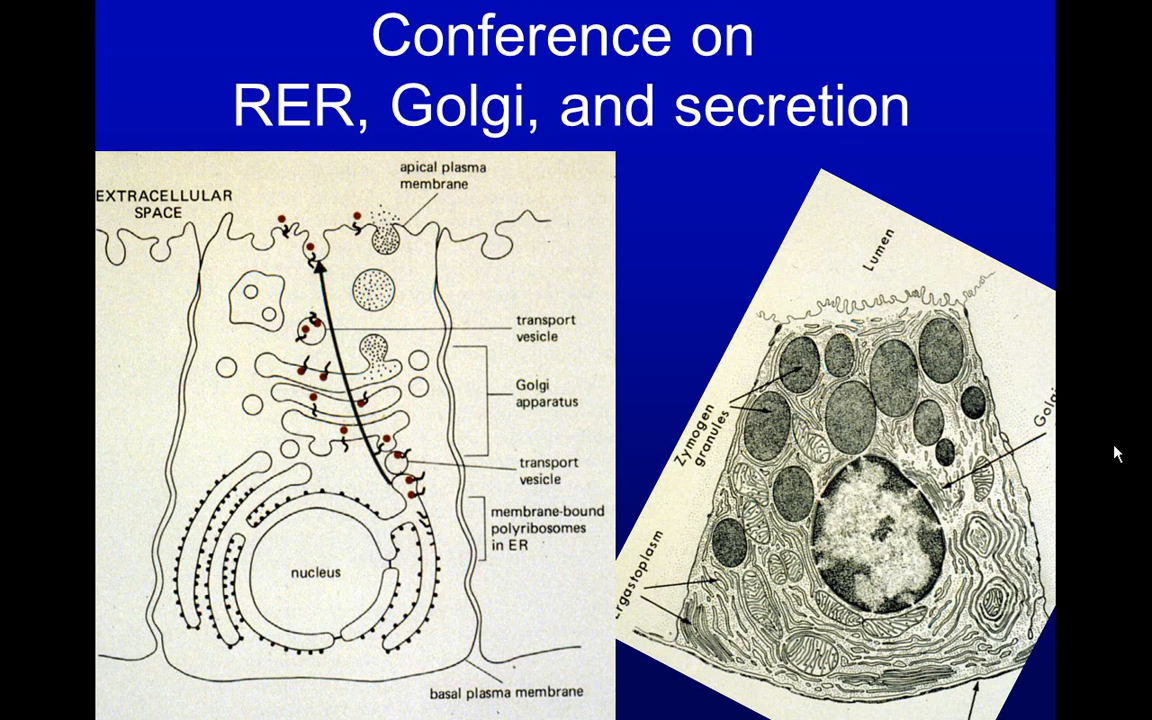 Conference on
RER, Golgi, and secretion
apical plasma
membrane
EXTRACELLULAR
SPACE
transport
vesicle
Golgi
apparatus
transport
vesicle
membrane-bound
polyribosomes
in ER
nucleus
basal plasma membrane
Lumen
Zymogen
granules
Golgi
rgastoplasm